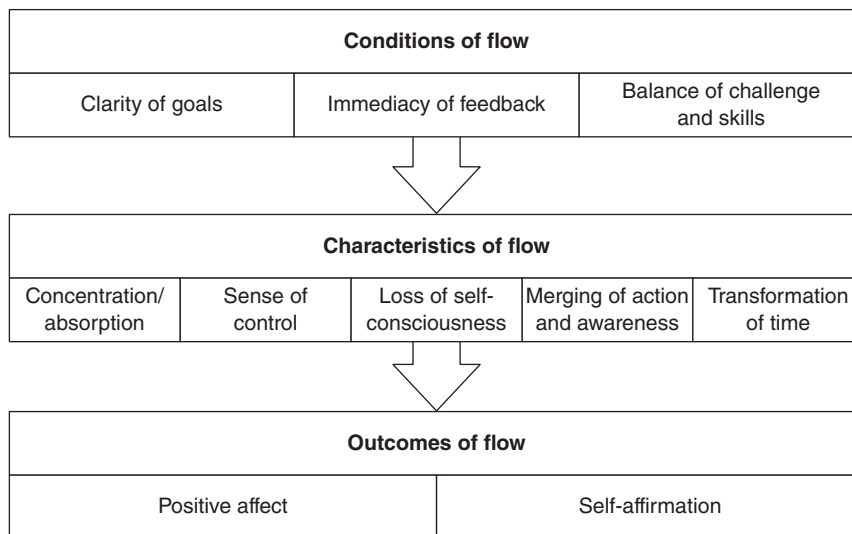 Conditions of flow
Clarity of goals
Immediacy of feedback
Balance of challenge
and skills
Characteristics of flow
Concentration/
absorption
Sense of
control
Loss of self-
consciousness
Merging of action
and awareness
Transformation
of time
Outcomes of flow
Positive affect
Self-affirmation